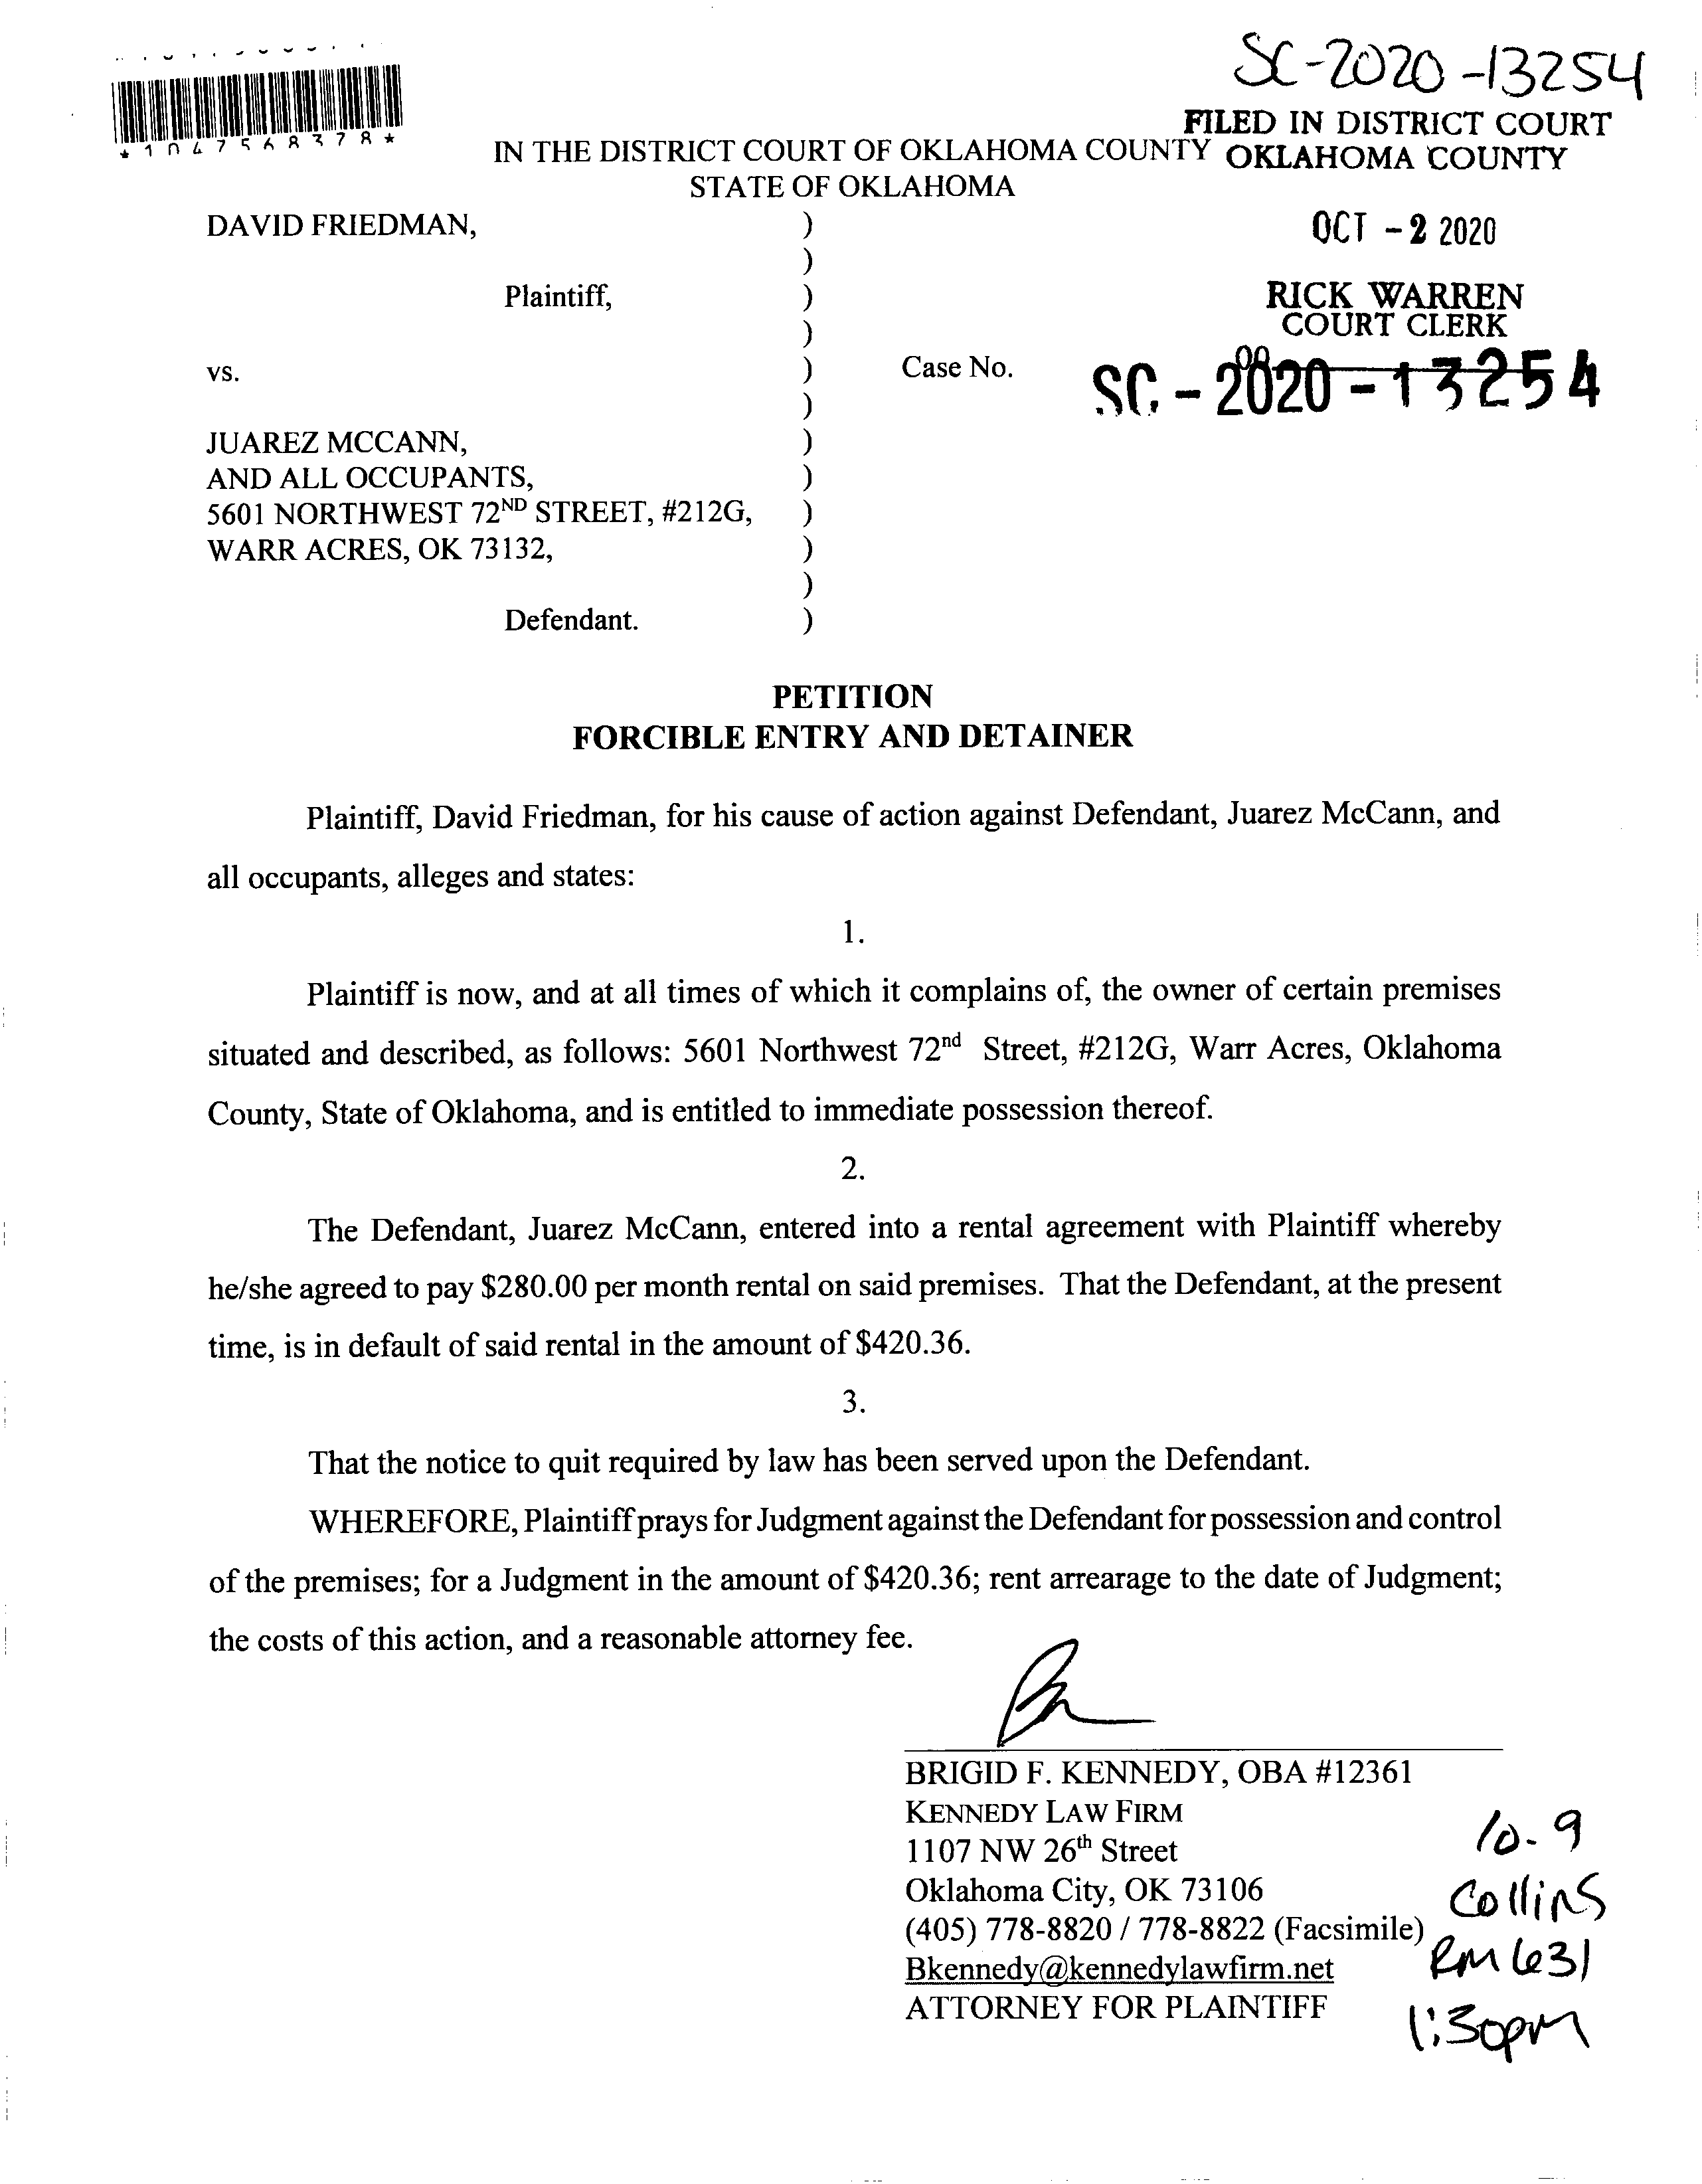 SC-2020-13254
FILED IN DISTRICT COURT
OKLAHOMA COUNTY
*1047568378*
IN THE DISTRICT COURT OF OKLAHOMA COUNTY
STATE OF OKLAHOMA
OCT - 2 2020
RICK WARREN
COURT CLERK
DAVID FRIEDMAN, )
)
Plaintiff, )
)
vs. ) Case No. SC - 2020 - 13254
)
JUAREZ MCCANN, )
AND ALL OCCUPANTS, )
5601 NORTHWEST 72ND STREET, #212G, )
WARR ACRES, OK 73132, )
)
Defendant. )
PETITION
FORCIBLE ENTRY AND DETAINER
Plaintiff, David Friedman, for his cause of action against Defendant, Juarez McCann, and
all occupants, alleges and states:
1.
Plaintiff is now, and at all times of which it complains of, the owner of certain premises
situated and described, as follows: 5601 Northwest 72nd Street, #212G, Warr Acres, Oklahoma
County, State of Oklahoma, and is entitled to immediate possession thereof.
2.
The Defendant, Juarez McCann, entered into a rental agreement with Plaintiff whereby
he/she agreed to pay $280.00 per month rental on said premises. That the Defendant, at the present
time, is in default of said rental in the amount of $420.36.
3.
That the notice to quit required by law has been served upon the Defendant.
WHEREFORE, Plaintiff prays for Judgment against the Defendant for possession and control
of the premises; for a Judgment in the amount of $420.36; rent arrearage to the date of Judgment;
the costs of this action, and a reasonable attorney fee.
BRIGID F. KENNEDY, OBA #12361
KENNEDY LAW FIRM
1107 NW 26th Street
Oklahoma City, OK 73106
(405) 778-8820 / 778-8822 (Facsimile)
Bkennedy@kennedylawfirm.net
ATTORNEY FOR PLAINTIFF
10-9
Collins
RM 631
1:30pm